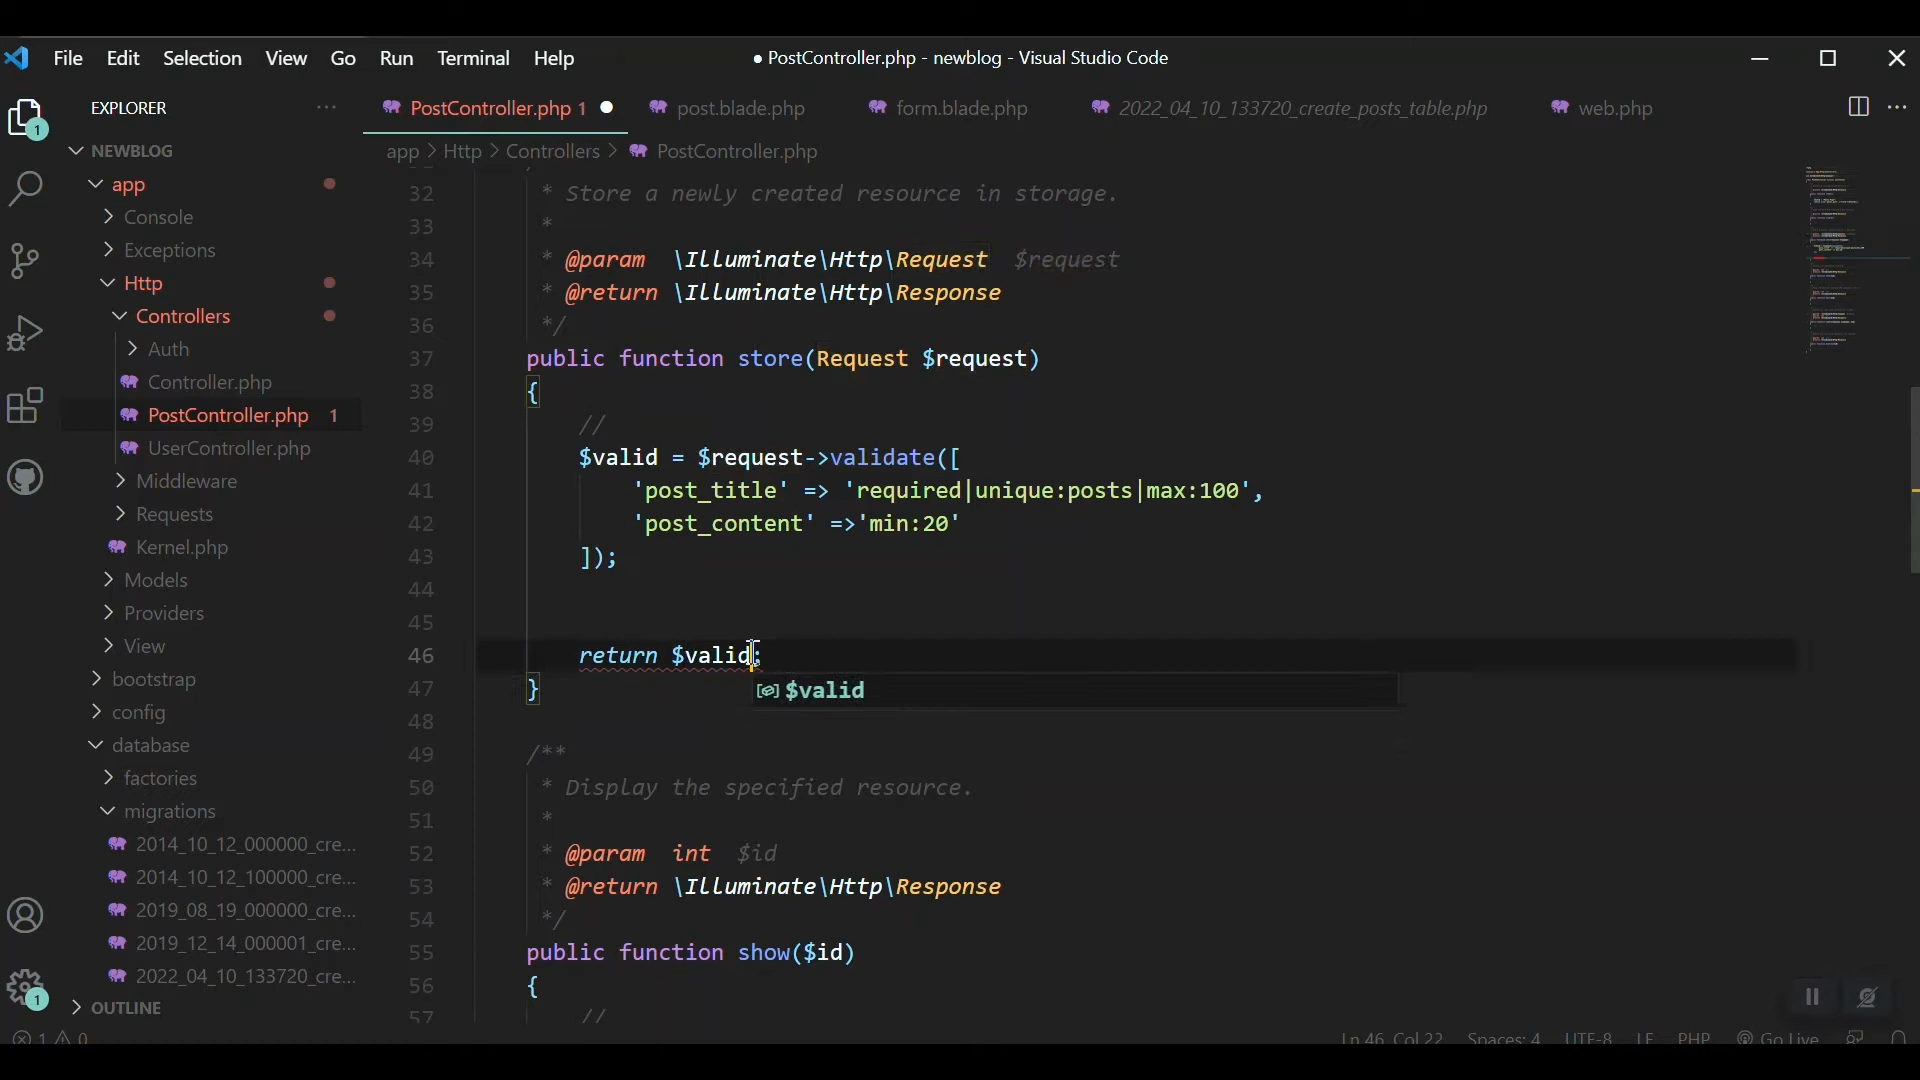 File Edit Selection View Go Run Terminal Help
● PostController.php - newblog - Visual Studio Code
EXPLORER
PostController.php 1
post.blade.php
form.blade.php
2022_04_10_133720_create_posts_table.php
web.php
1
NEWBLOG
app
Console
Exceptions
Http
Controllers
Auth
Controller.php
PostController.php 1
UserController.php
Middleware
Requests
Kernel.php
Models
Providers
View
bootstrap
config
database
factories
migrations
2014_10_12_000000_cre...
2014_10_12_100000_cre...
2019_08_19_000000_cre...
2019_12_14_000001_cre...
2022_04_10_133720_cre...
OUTLINE
1
app > Http > Controllers > PostController.php
32 * Store a newly created resource in storage.
33 *
34 * @param \Illuminate\Http\Request $request
35 * @return \Illuminate\Http\Response
36 */
37 public function store(Request $request)
38 {
39 //
40 $valid = $request->validate([
41 'post_title' => 'required|unique:posts|max:100',
42 'post_content' =>'min:20'
43 ]);
44
45
46 return $valid;
$valid
47 }
48
49 /**
50 * Display the specified resource.
51 *
52 * @param int $id
53 * @return \Illuminate\Http\Response
54 */
55 public function show($id)
56 {
57 //
1 0
Ln 46, Col 22 Spaces: 4 UTF-8 LF PHP Go Live